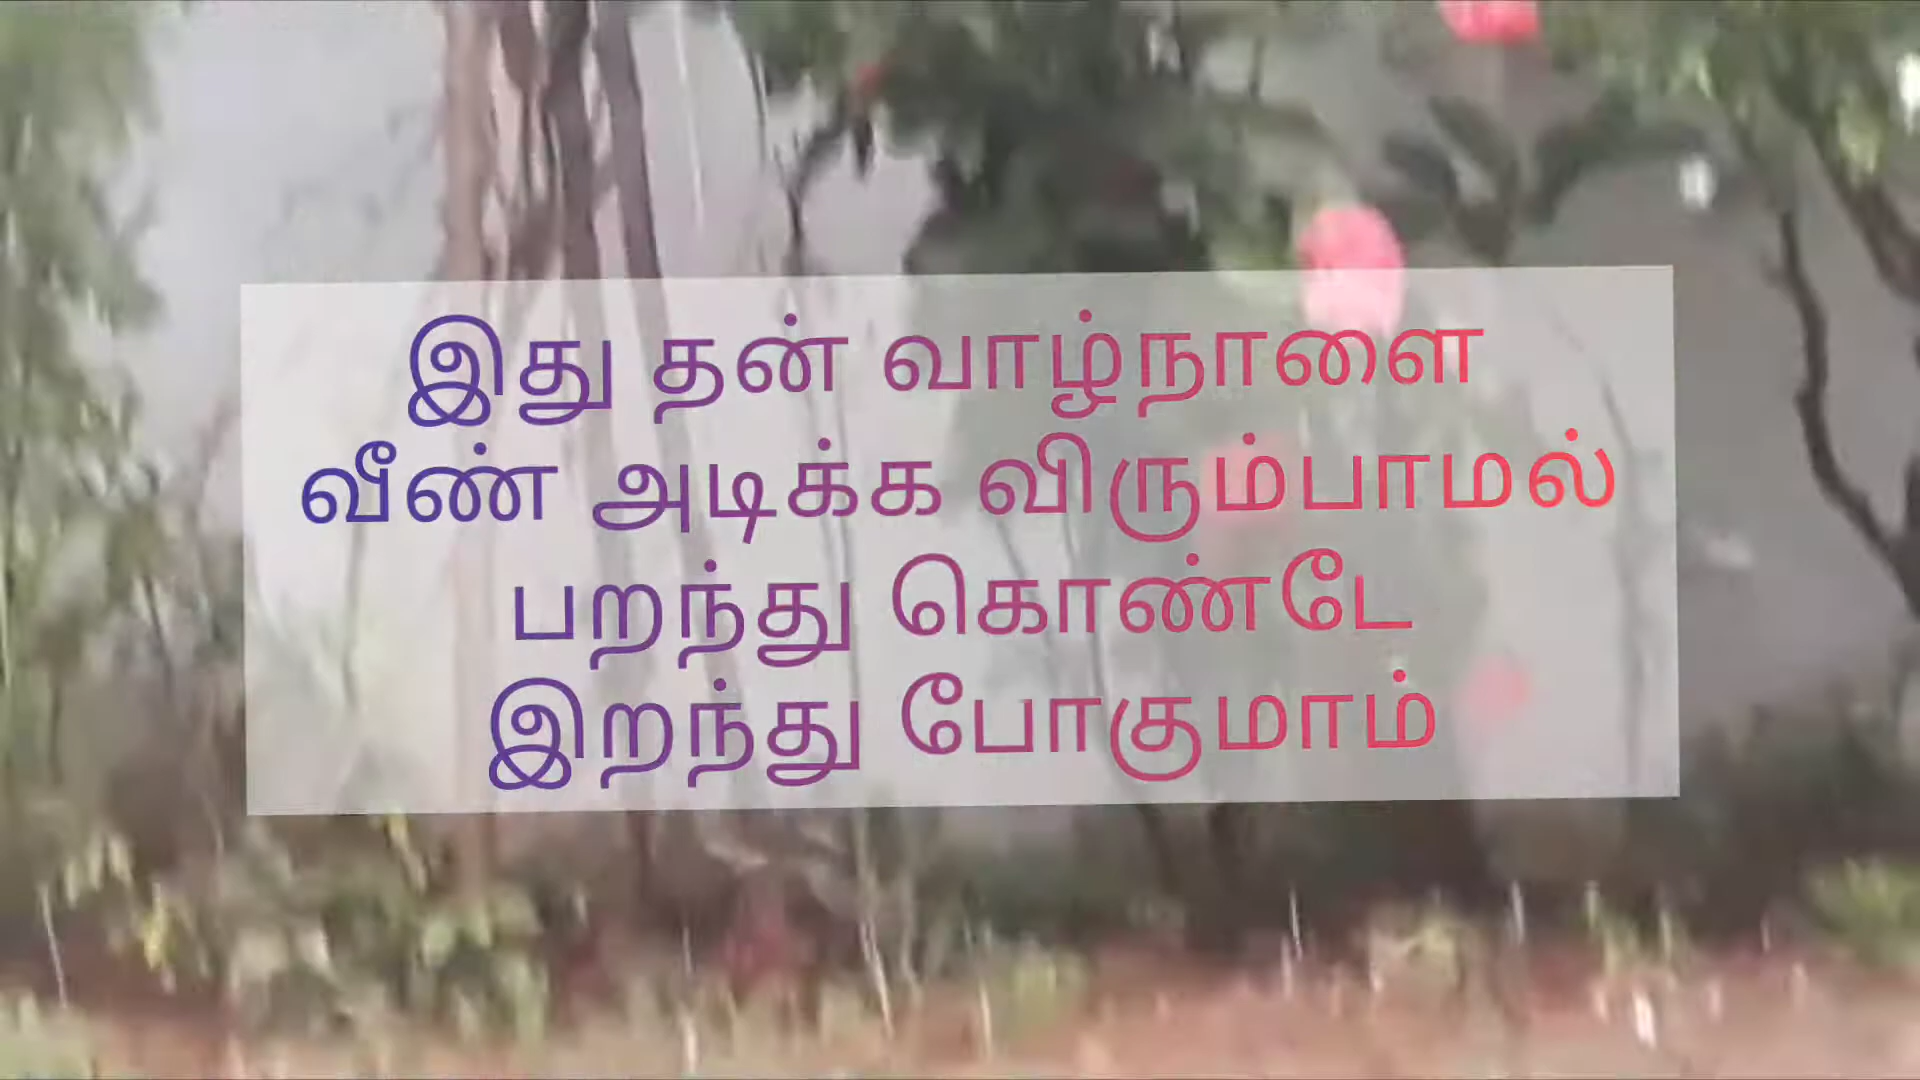 இது தன் வாழ்நாளை
வீண் அடிக்க விரும்பாமல்
பறந்து கொண்டே
இறந்து போகுமாம்